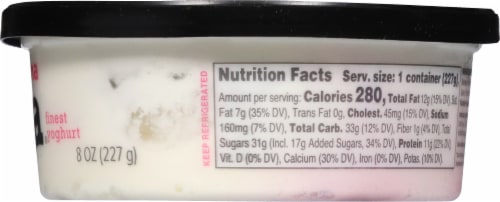 finest
yoghurt
8 OZ (227 g)
KEEP REFRIGERATED
Nutrition Facts Serv. size: 1 container (227g),
Amount per serving: Calories 280, Total Fat 12g (15% DV), Sat.
Fat 7g (35% DV), Trans Fat 0g, Cholest. 45mg (15% DV), Sodium
160mg (7% DV), Total Carb. 33g (12% DV), Fiber 1g (4% DV), Total
Sugars 31g (Incl. 17g Added Sugars, 34% DV), Protein 11g (22% DV),
Vit. D (0% DV), Calcium (30% DV), Iron (0% DV), Potas. (10% DV)